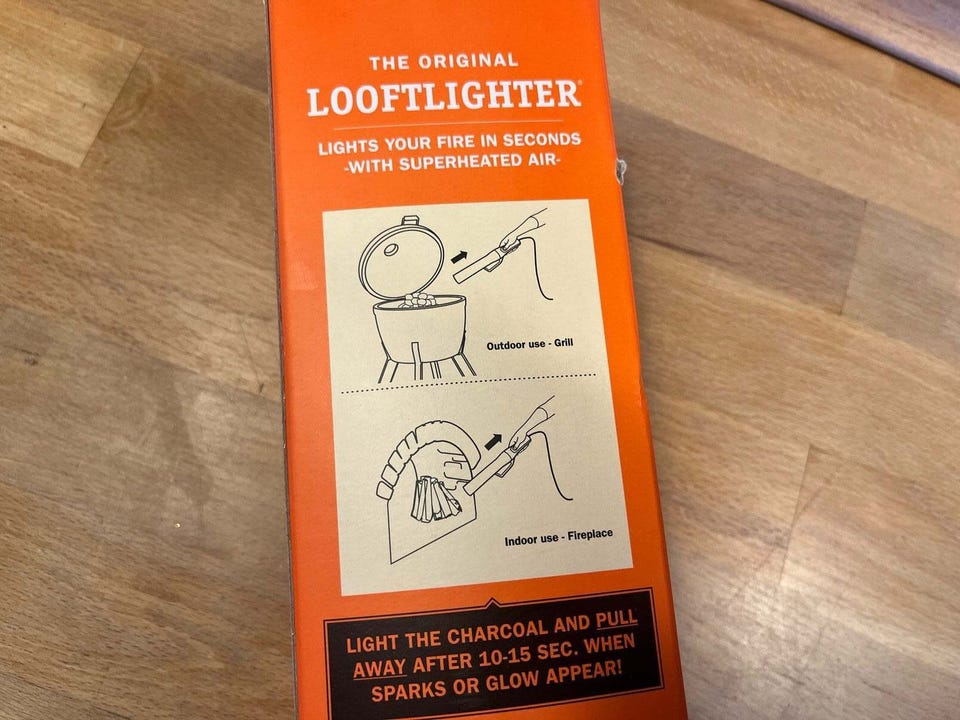 THE ORIGINAL
LOOFTLIGHTER®
LIGHTS YOUR FIRE IN SECONDS
-WITH SUPERHEATED AIR-
Outdoor use - Grill
Indoor use - Fireplace
LIGHT THE CHARCOAL AND PULL
AWAY AFTER 10-15 SEC. WHEN
SPARKS OR GLOW APPEAR!